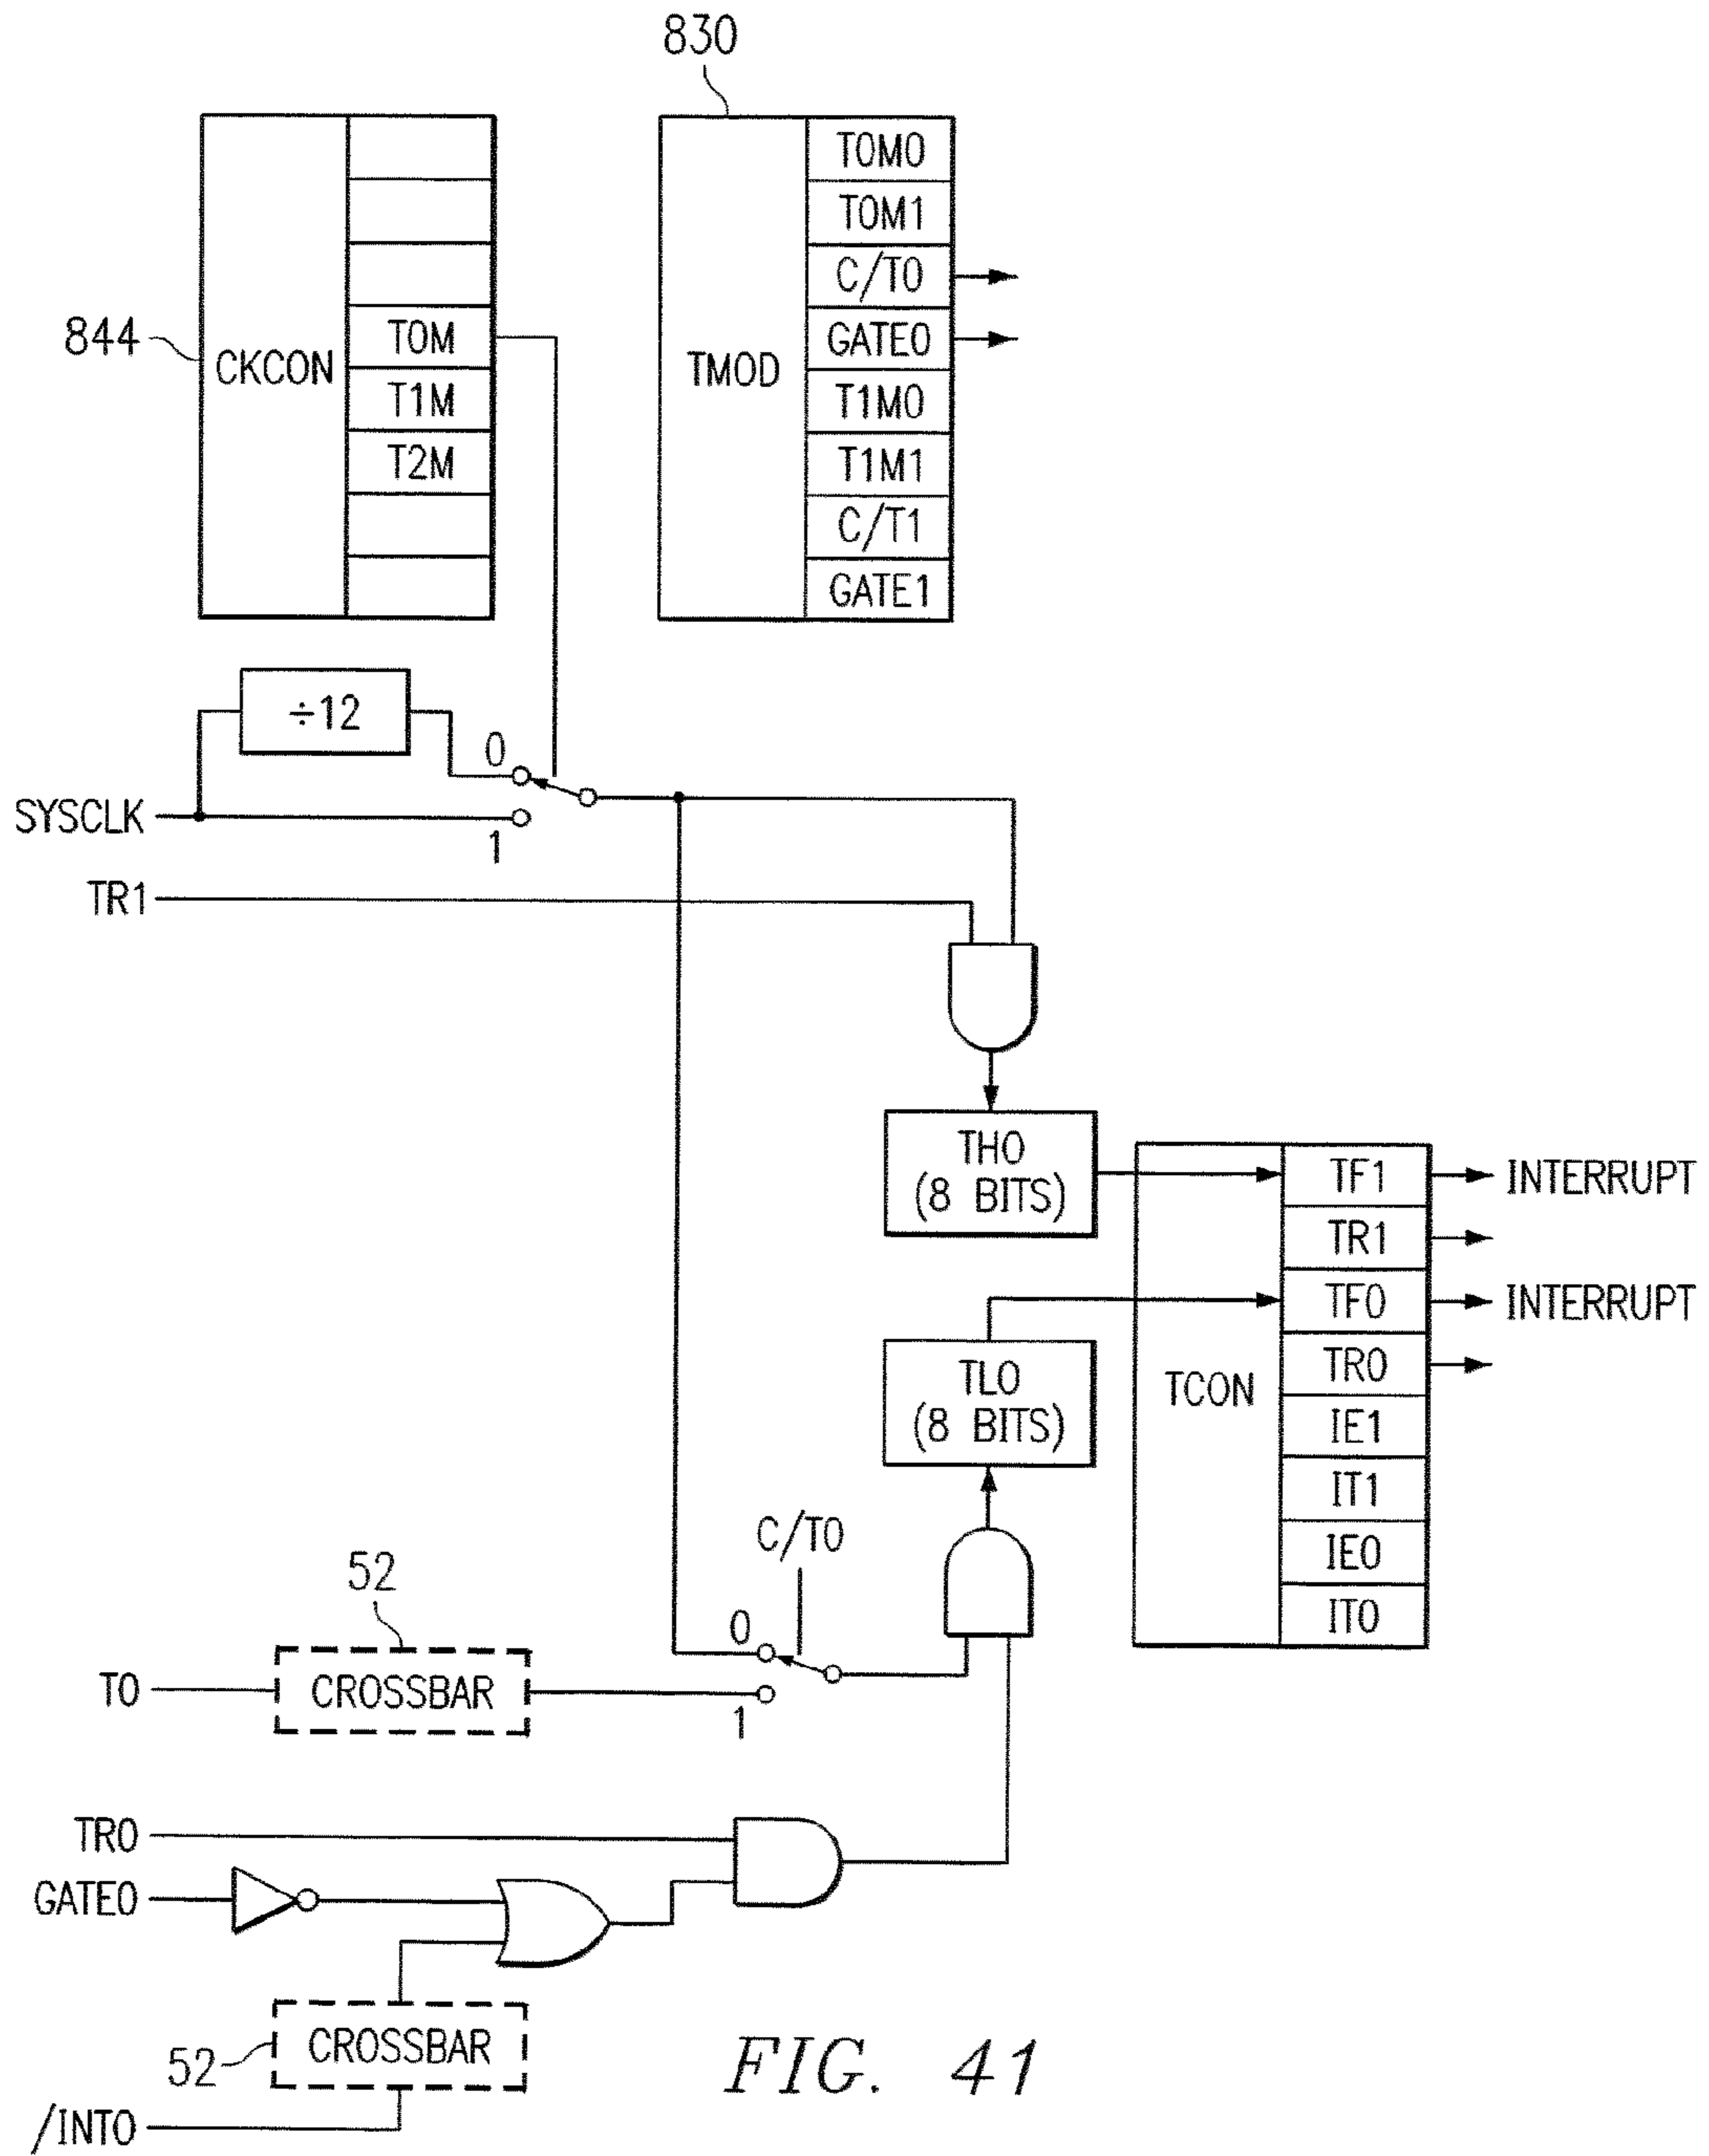 830
T0M0
T0M1
C/T0
GATE0
T1M0
T1M1
C/T1
GATE1
TMOD
844
CKCON
T0M
T1M
T2M
÷12
0
SYSCLK
1
TR1
TH0
(8 BITS)
TF1
INTERRUPT
TR1
TF0
INTERRUPT
TL0
(8 BITS)
TCON
TR0
IE1
IT1
IE0
IT0
C/T0
52
0
T0
CROSSBAR
1
TR0
GATE0
CROSSBAR
52
/INT0
FIG. 41